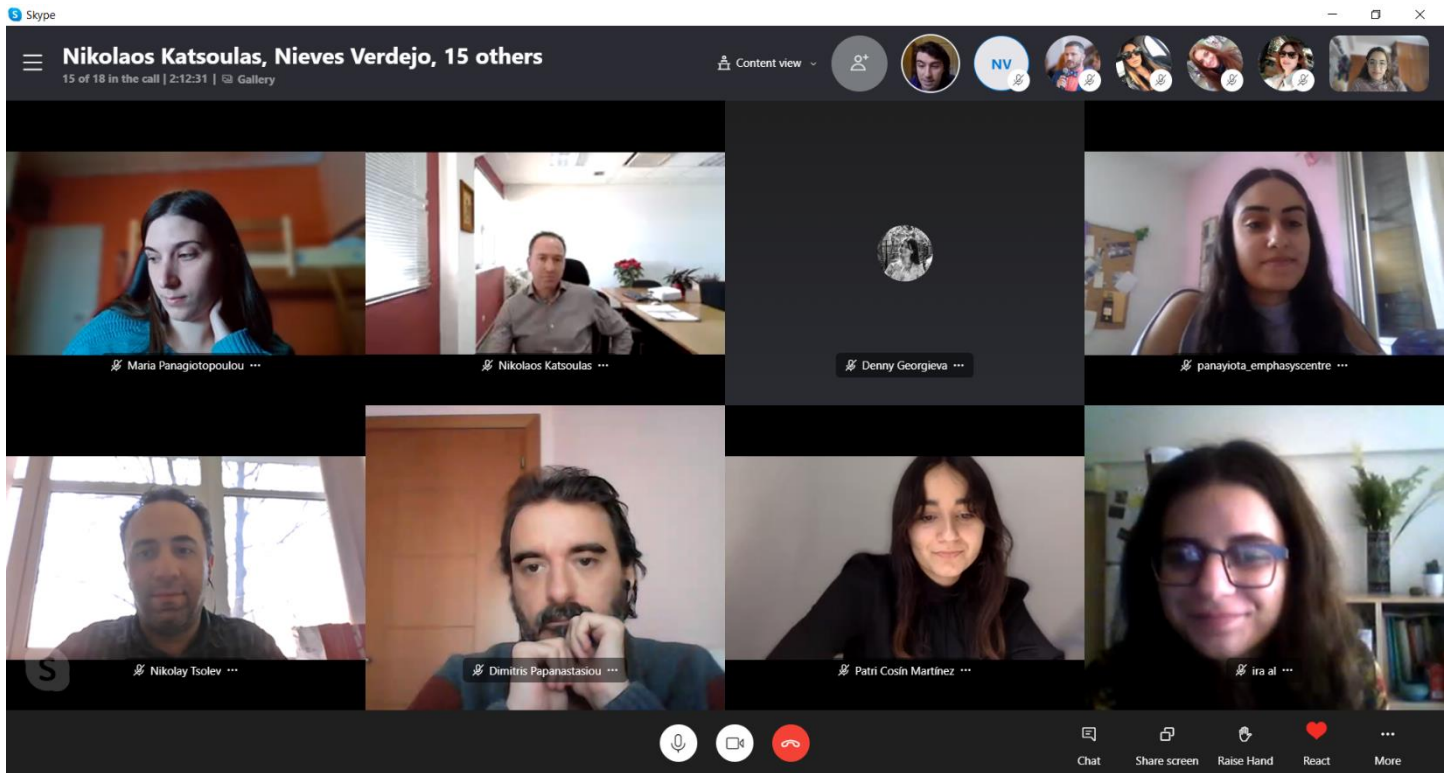 Skype
Nikolaos Katsoulas, Nieves Verdejo, 15 others
15 of 18 in the call | 2:12:31 | Gallery
Content view
NV
Maria Panagiotopoulou
Nikolaos Katsoulas
Denny Georgieva
panayiota_emphasyscentre
Nikolay Tsolev
Dimitris Papanastasiou
Patri Cosín Martínez
ira al
Chat
Share screen
Raise Hand
React
More